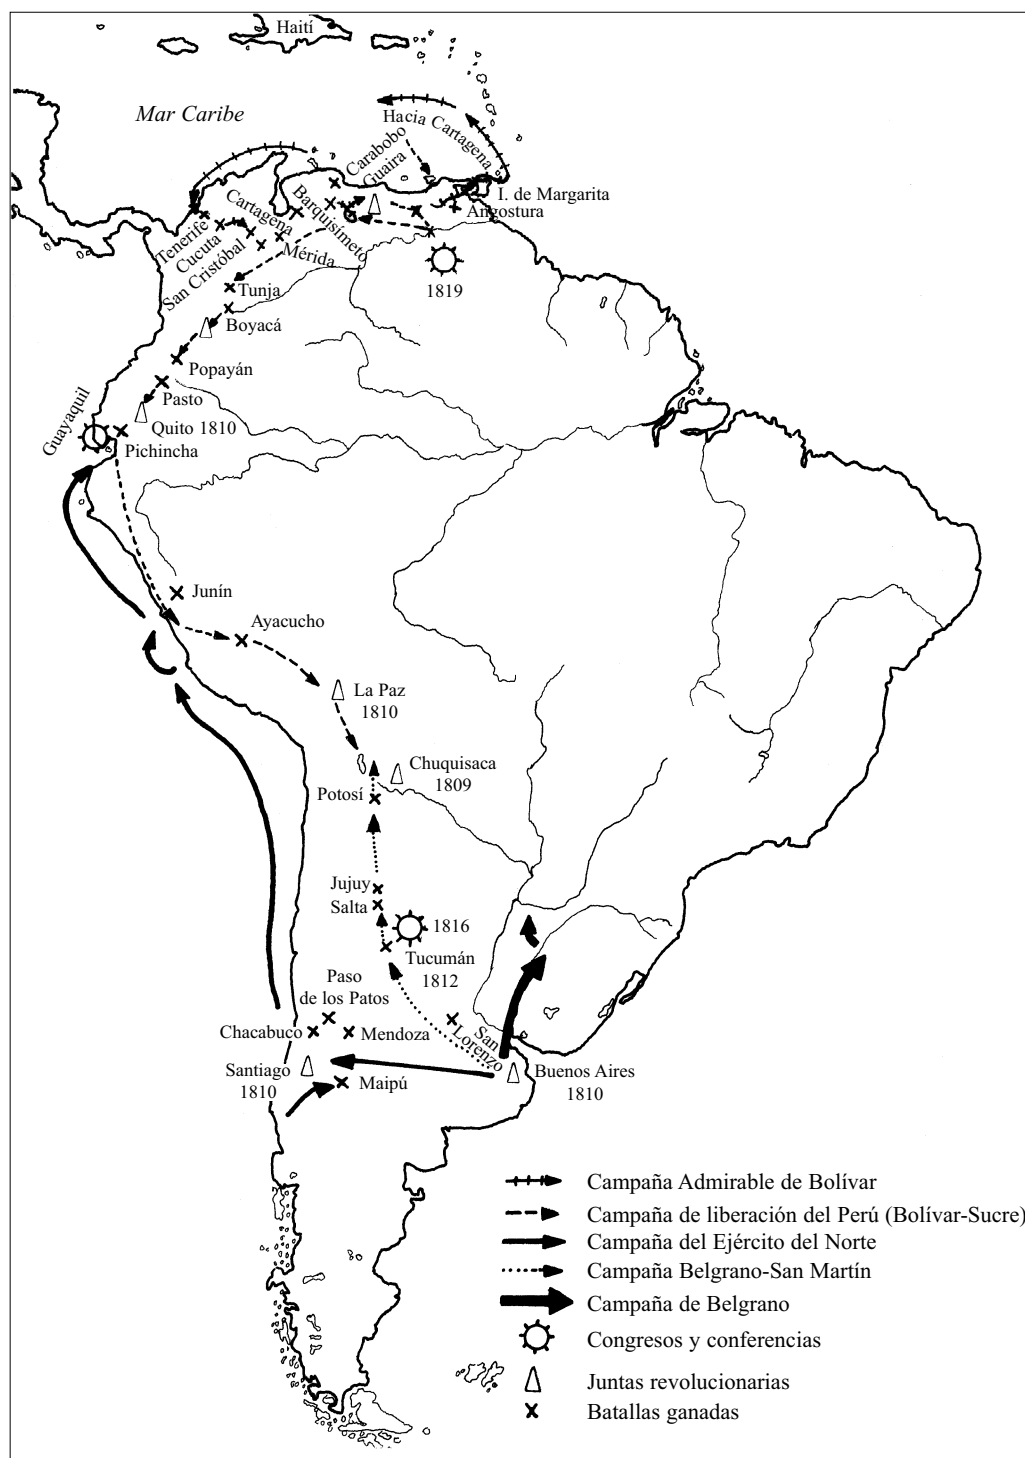 Haití
Mar Caribe
Hacia Cartagena
Carabobo
Guaira
I. de Margarita
Angostura
Barquisimeto
Cartagena
Tenerife
Cucuta
San Cristóbal
Mérida
1819
Tunja
Boyacá
Popayán
Pasto
Guayaquil
Quito 1810
Pichincha
Junín
Ayacucho
La Paz
1810
Chuquisaca
1809
Potosí
Jujuy
Salta
1816
Tucumán
1812
Paso
de los Patos
Chacabuco
Mendoza
San
Lorenzo
Santiago
1810
Maipú
Buenos Aires
1810
Campaña Admirable de Bolívar
Campaña de liberación del Perú (Bolívar-Sucre)
Campaña del Ejército del Norte
Campaña Belgrano-San Martín
Campaña de Belgrano
Congresos y conferencias
Juntas revolucionarias
Batallas ganadas